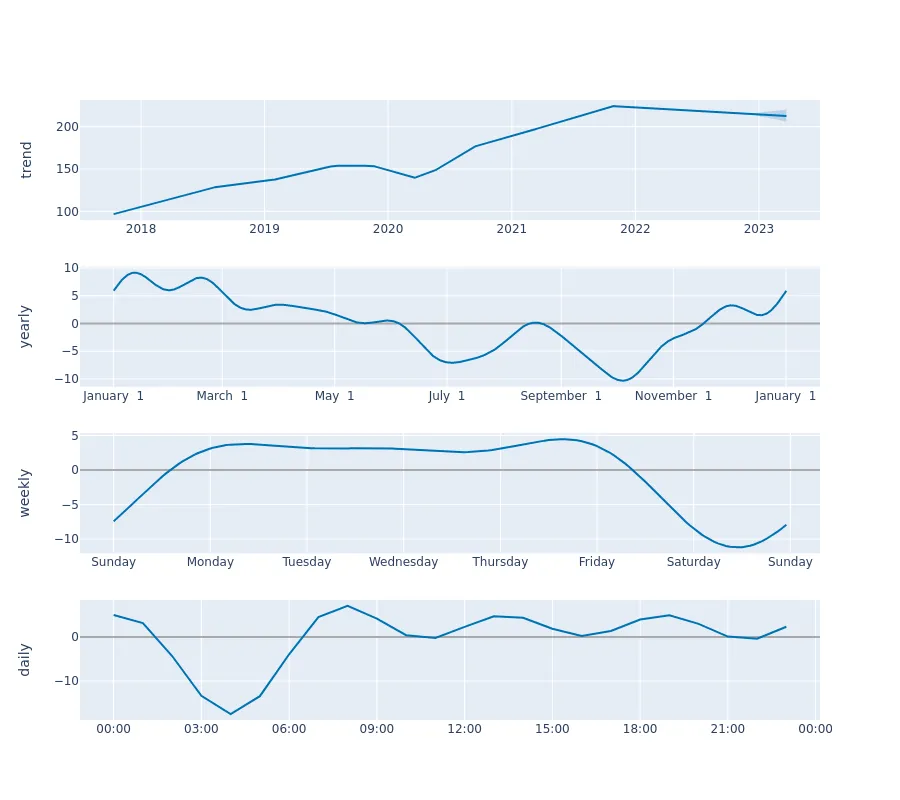 trend
200
150
100
2018 2019 2020 2021 2022 2023
yearly
10
5
0
−5
−10
January 1 March 1 May 1 July 1 September 1 November 1 January 1
weekly
5
0
−5
−10
Sunday Monday Tuesday Wednesday Thursday Friday Saturday Sunday
daily
0
−10
00:00 03:00 06:00 09:00 12:00 15:00 18:00 21:00 00:00